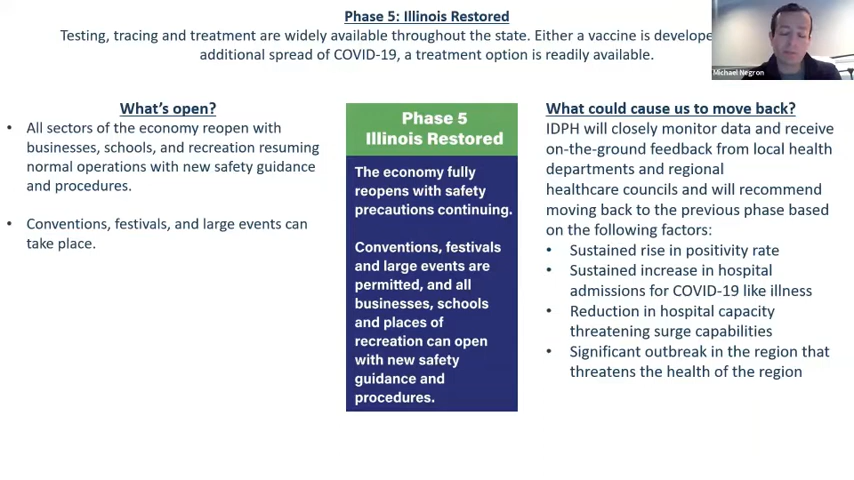 Phase 5: Illinois Restored
Testing, tracing and treatment are widely available throughout the state. Either a vaccine is develope
additional spread of COVID-19, a treatment option is readily available.
Michael Negron
What's open?
• All sectors of the economy reopen with
businesses, schools, and recreation resuming
normal operations with new safety guidance
and procedures.
• Conventions, festivals, and large events can
take place.
Phase 5
Illinois Restored
The economy fully
reopens with safety
precautions continuing.
Conventions, festivals
and large events are
permitted, and all
businesses, schools
and places of
recreation can open
with new safety
guidance and
procedures.
What could cause us to move back?
IDPH will closely monitor data and receive
on-the-ground feedback from local health
departments and regional
healthcare councils and will recommend
moving back to the previous phase based
on the following factors:
• Sustained rise in positivity rate
• Sustained increase in hospital
admissions for COVID-19 like illness
• Reduction in hospital capacity
threatening surge capabilities
• Significant outbreak in the region that
threatens the health of the region